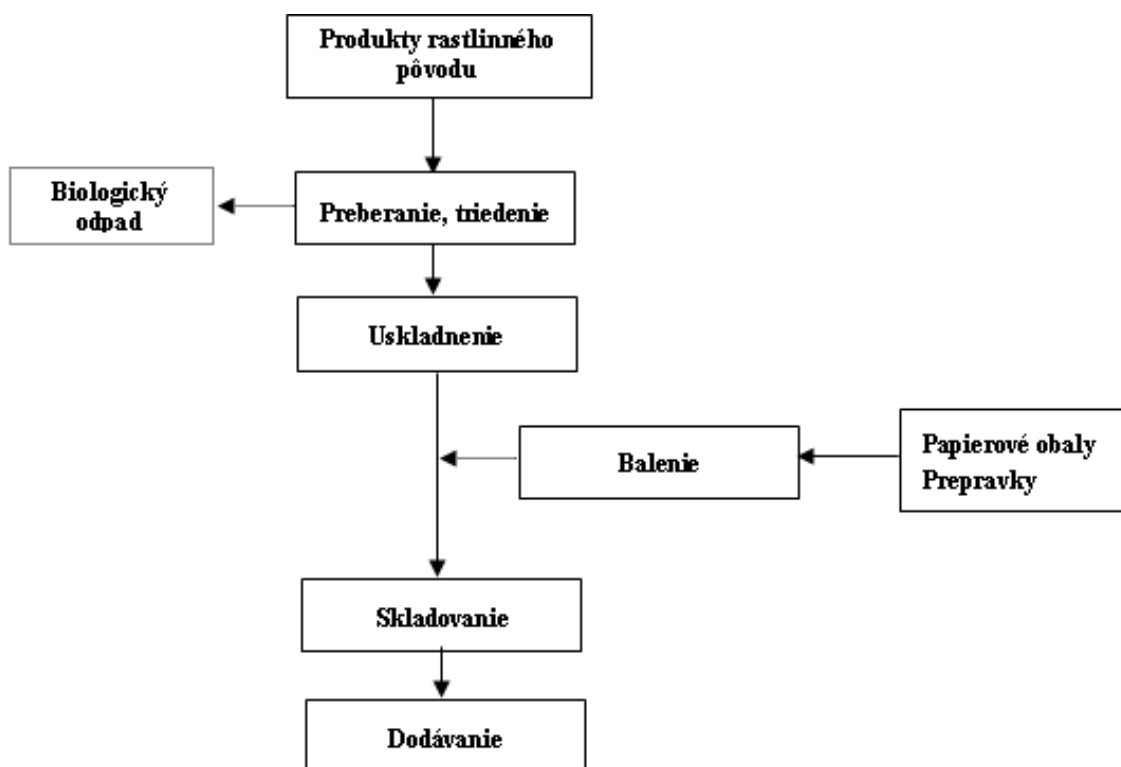 Produkty rastlinného
pôvodu
Biologický
odpad
Preberanie, triedenie
Uskladnenie
Balenie
Papierové obaly
Prepravky
Skladovanie
Dodávanie